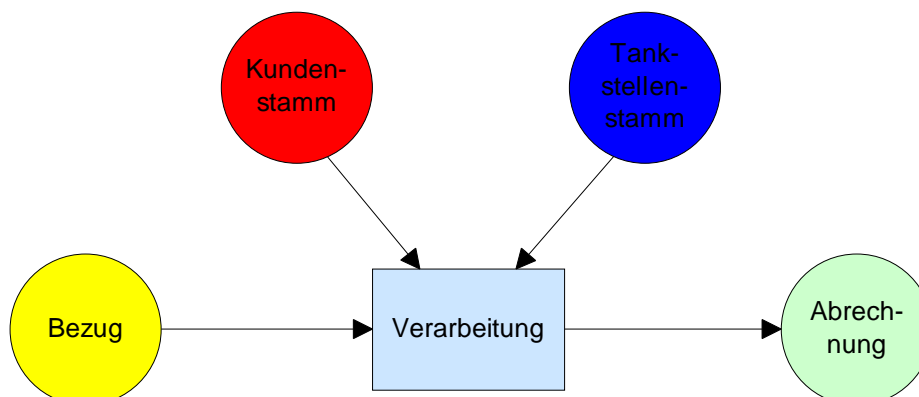 Kunden-
stamm
Tank-
stellen-
stamm
Bezug
Verarbeitung
Abrech-
nung